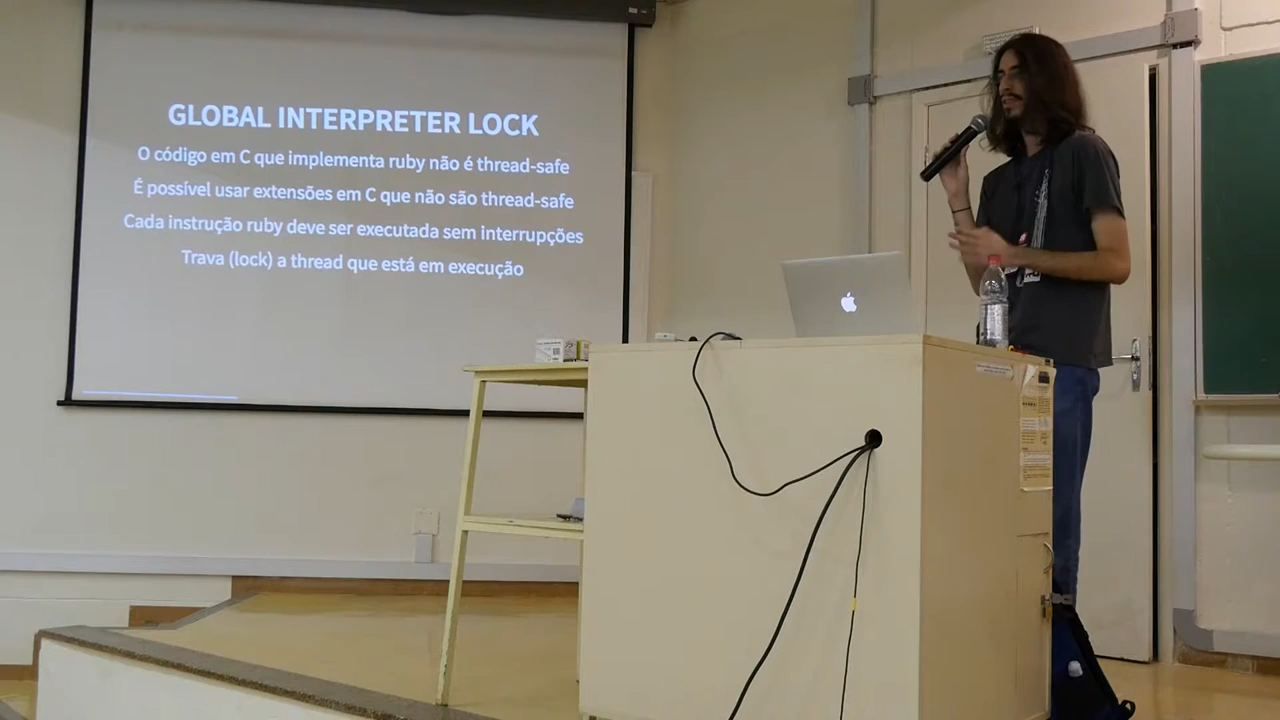 GLOBAL INTERPRETER LOCK
O código em C que implementa ruby não é thread-safe
É possível usar extensões em C que não são thread-safe
Cada instrução ruby deve ser executada sem interrupções
Trava (lock) a thread que está em execução